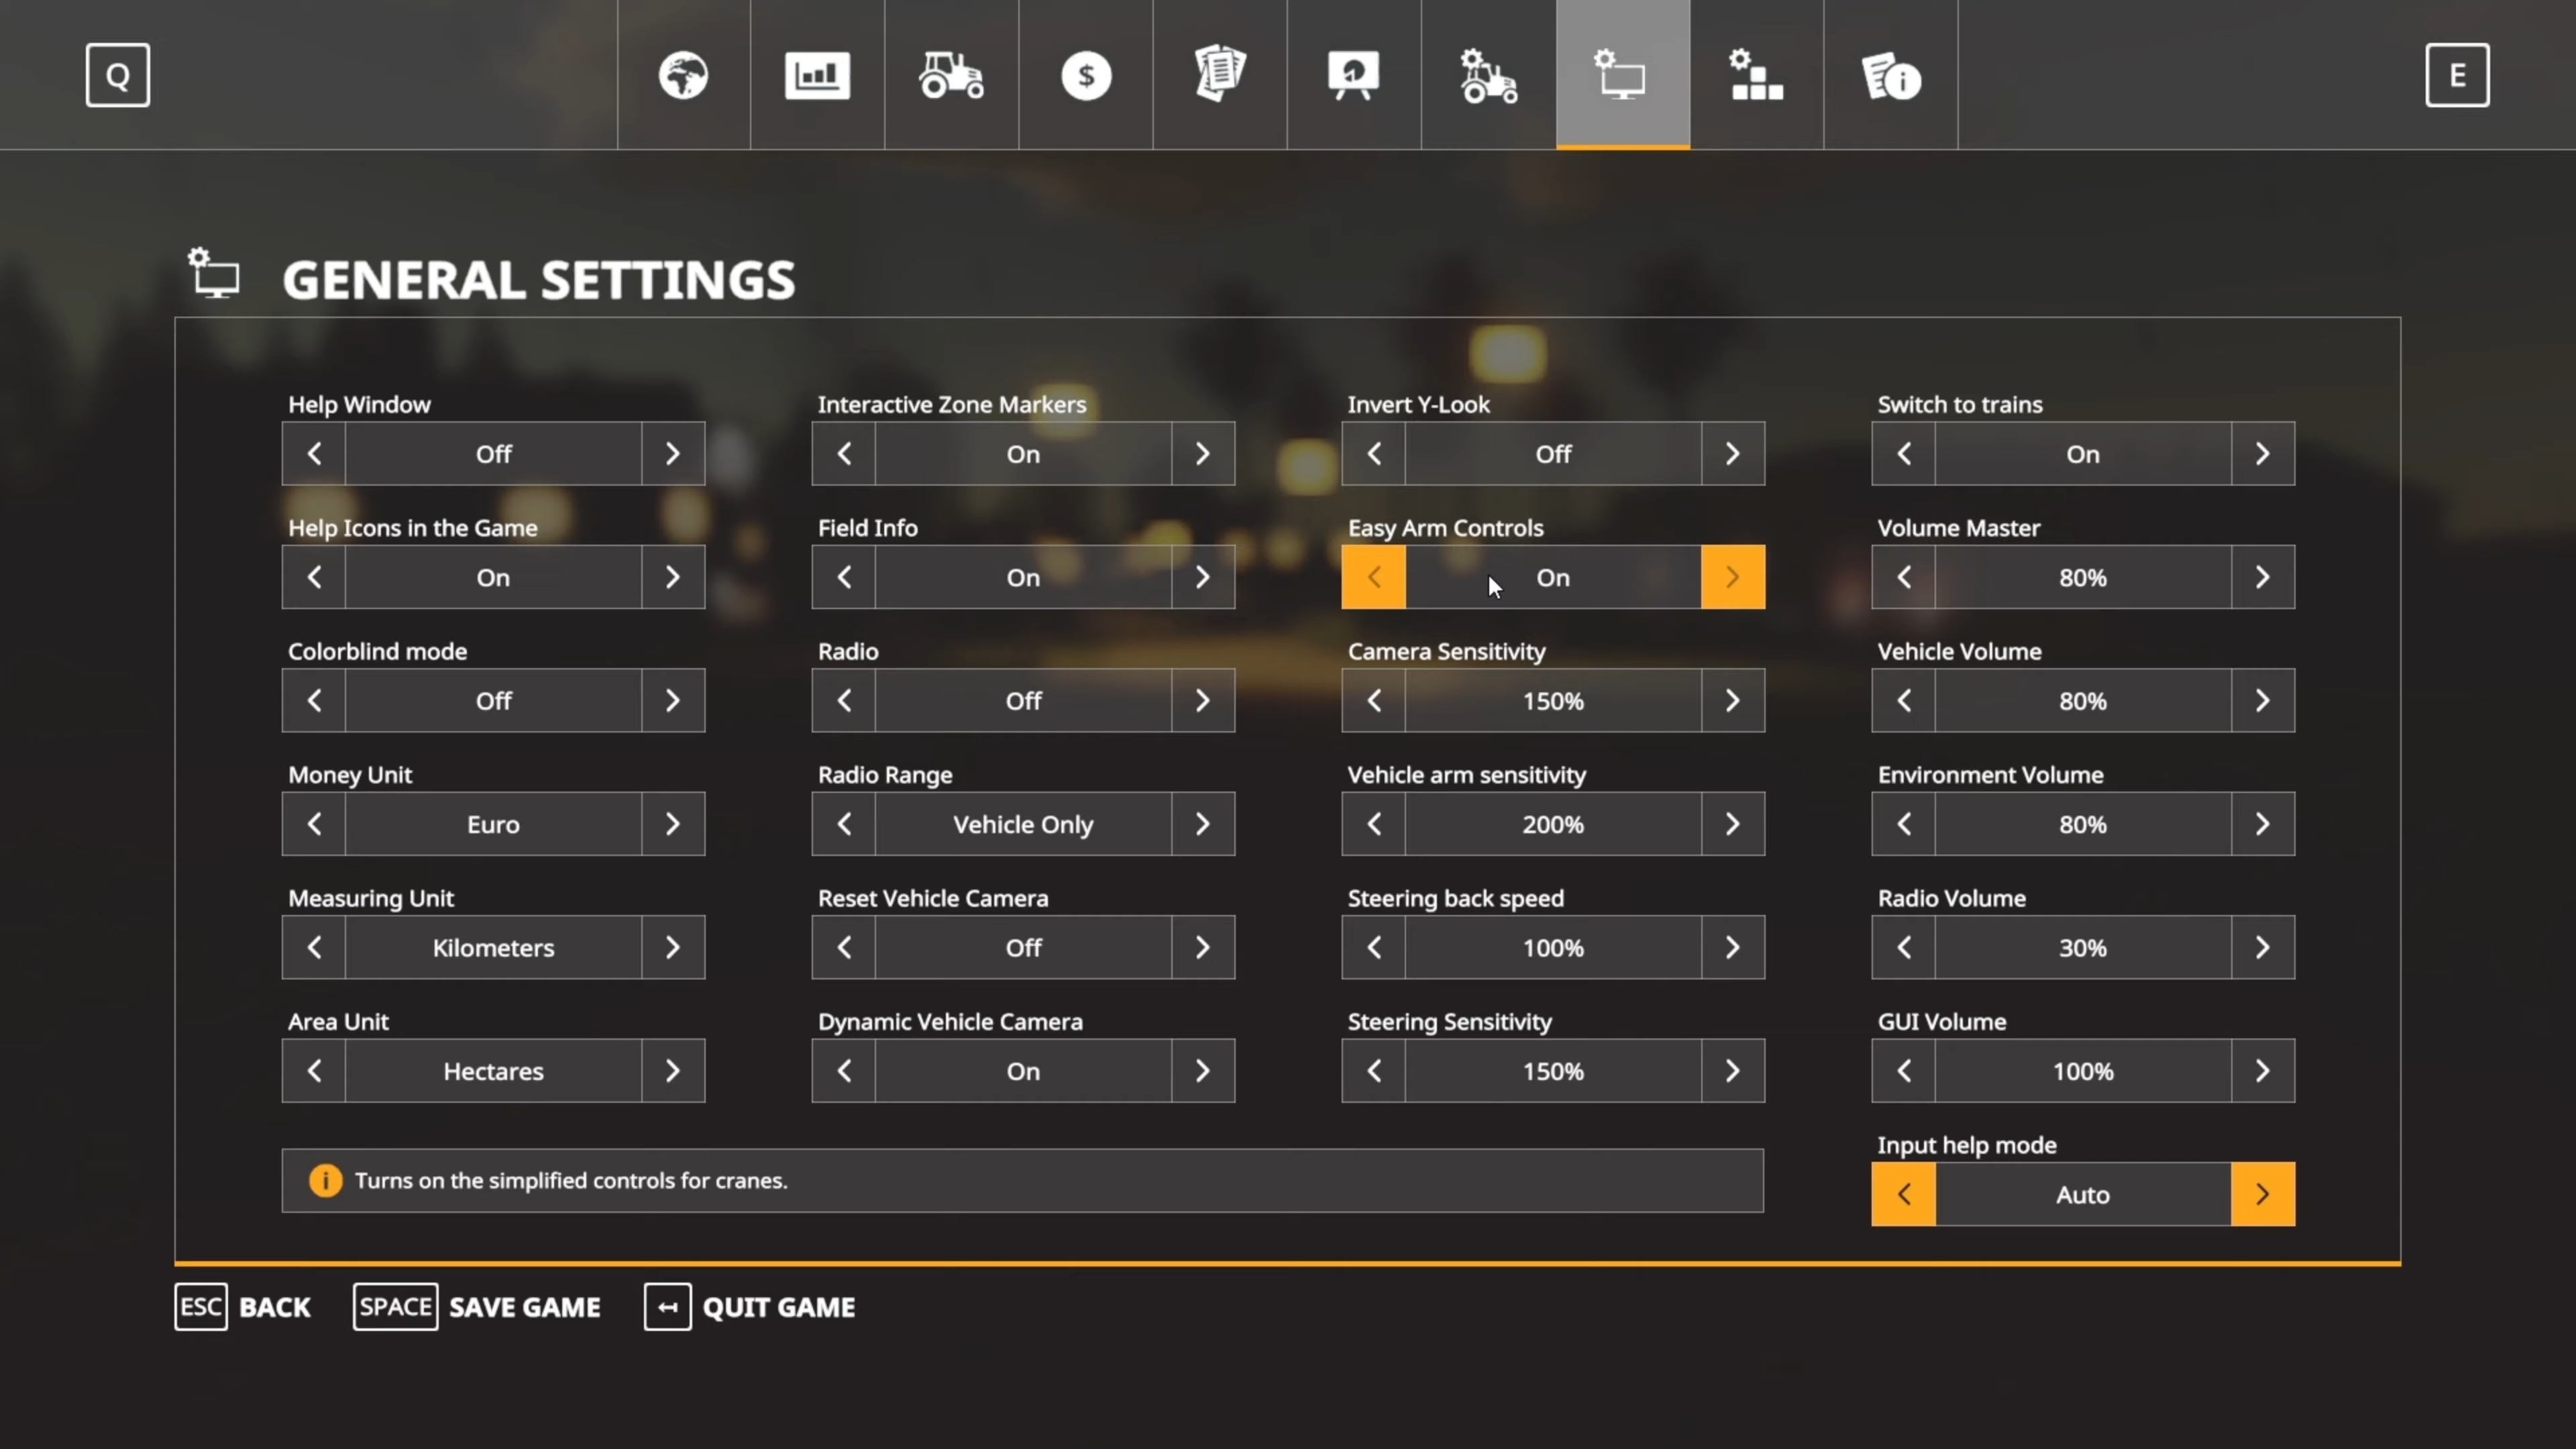 Q
$
i
E
GENERAL SETTINGS
Help Window
Off
Help Icons in the Game
On
Colorblind mode
Off
Money Unit
Euro
Measuring Unit
Kilometers
Area Unit
Hectares
Interactive Zone Markers
On
Field Info
On
Radio
Off
Radio Range
Vehicle Only
Reset Vehicle Camera
Off
Dynamic Vehicle Camera
On
Invert Y-Look
Off
Easy Arm Controls
On
Camera Sensitivity
150%
Vehicle arm sensitivity
200%
Steering back speed
100%
Steering Sensitivity
150%
Switch to trains
On
Volume Master
80%
Vehicle Volume
80%
Environment Volume
80%
Radio Volume
30%
GUI Volume
100%
Input help mode
Auto
i Turns on the simplified controls for cranes.
ESC BACK SPACE SAVE GAME QUIT GAME